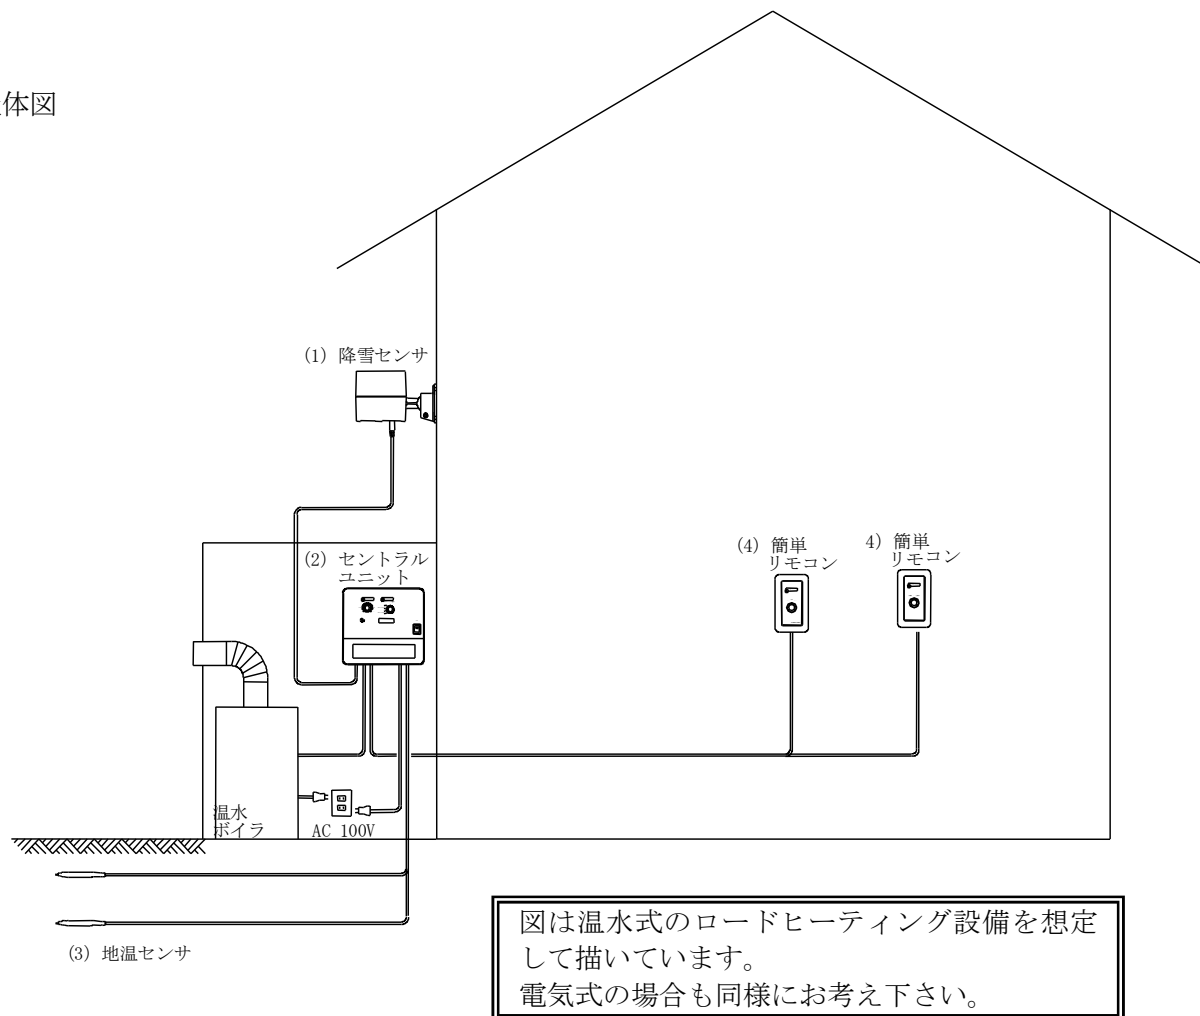 体図
(1) 降雪センサ
(2) セントラル
ユニット
(4) 簡単
リモコン
4) 簡単
リモコン
温水
ボイラ
AC 100V
(3) 地温センサ
図は温水式のロードヒーティング設備を想定
して描いています。
電気式の場合も同様にお考え下さい。